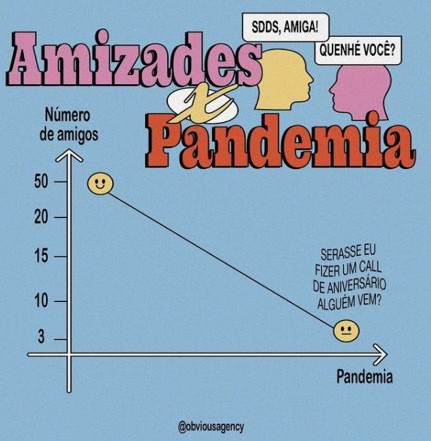 SDDS, AMIGA!
QUENHÉ VOCÊ?
Amizades
x
Pandemia
Número
de amigos
50
20
15
10
3
SERASSE EU
FIZER UM CALL
DE ANIVERSÁRIO
ALGUÉM VEM?
Pandemia
@obviousagency